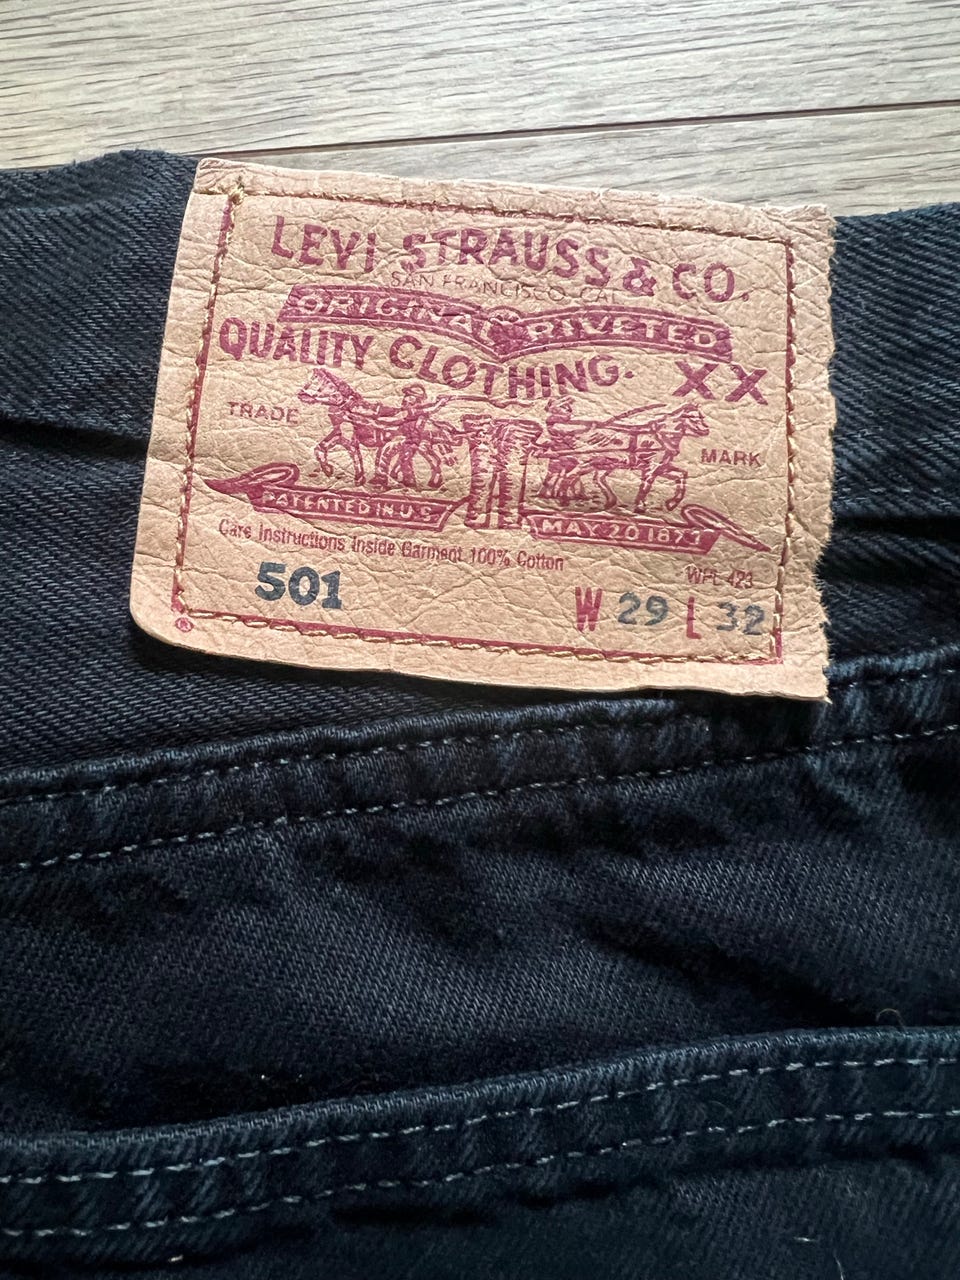 LEVI STRAUSS & CO.
SAN FRANCISCO, CAL
ORIGINAL RIVETED
QUALITY CLOTHING. XX
TRADE MARK
PATENTED IN U.S. MAY 20 1873
Care Instructions Inside Garment 100% Cotton
WPL 423
501 W 29 L 32
®